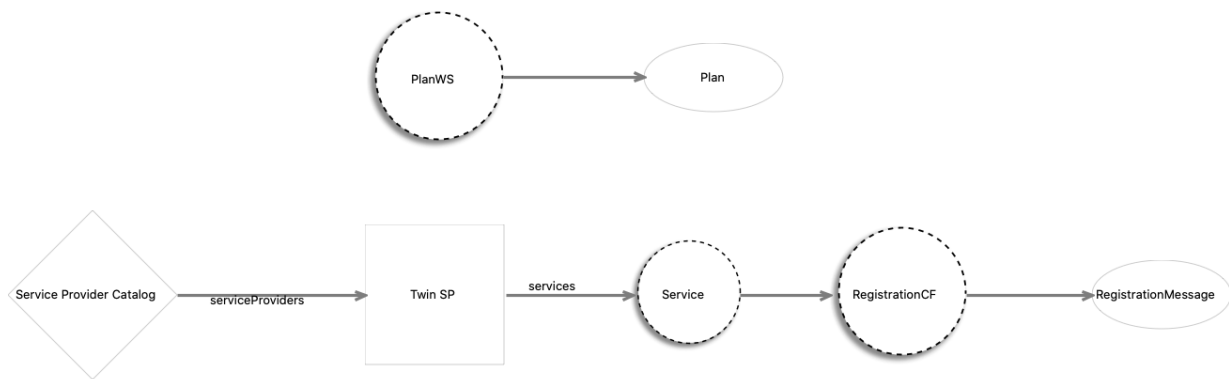 PlanWS
Plan
Service Provider Catalog
serviceProviders
Twin SP
services
Service
RegistrationCF
RegistrationMessage